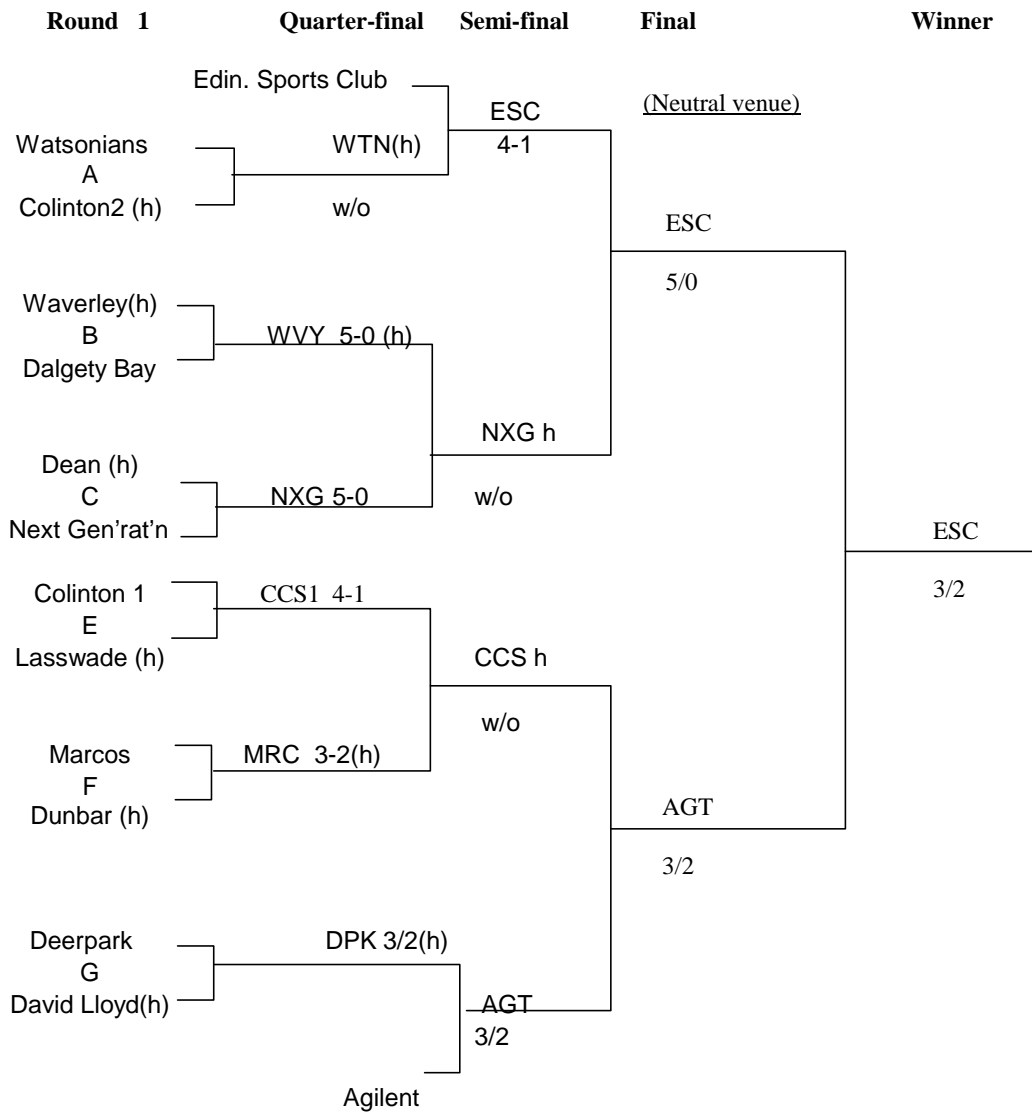 Round 1 Quarter-final Semi-final Final Winner
Edin. Sports Club
(Neutral venue)
ESC
4-1
Watsonians
A
Colinton2 (h)
WTN(h)
w/o
ESC
5/0
Waverley(h)
B
Dalgety Bay
WVY 5-0 (h)
NXG h
w/o
Dean (h)
C
Next Gen’rat’n
NXG 5-0
ESC
3/2
Colinton 1
E
Lasswade (h)
CCS1 4-1
CCS h
w/o
Marcos
F
Dunbar (h)
MRC 3-2(h)
AGT
3/2
Deerpark
G
David Lloyd(h)
DPK 3/2(h)
AGT
3/2
Agilent